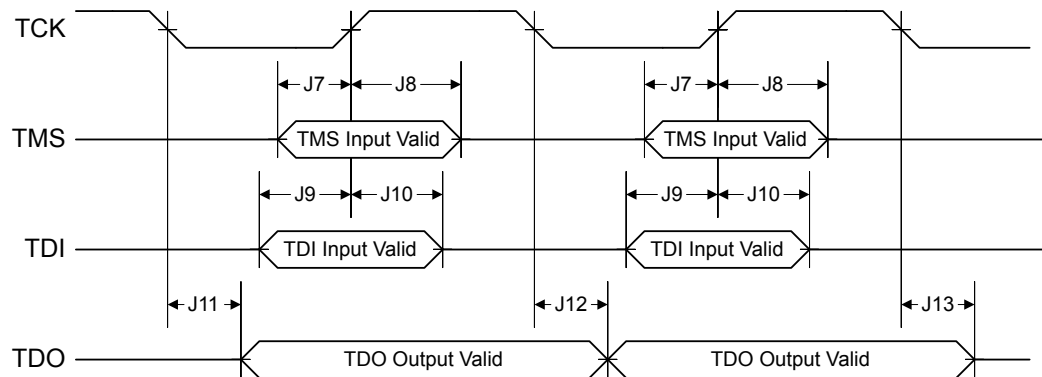 TCK
J7 J8 J7 J8
TMS TMS Input Valid TMS Input Valid
J9 J10 J9 J10
TDI TDI Input Valid TDI Input Valid
J11 J12 J13
TDO TDO Output Valid TDO Output Valid